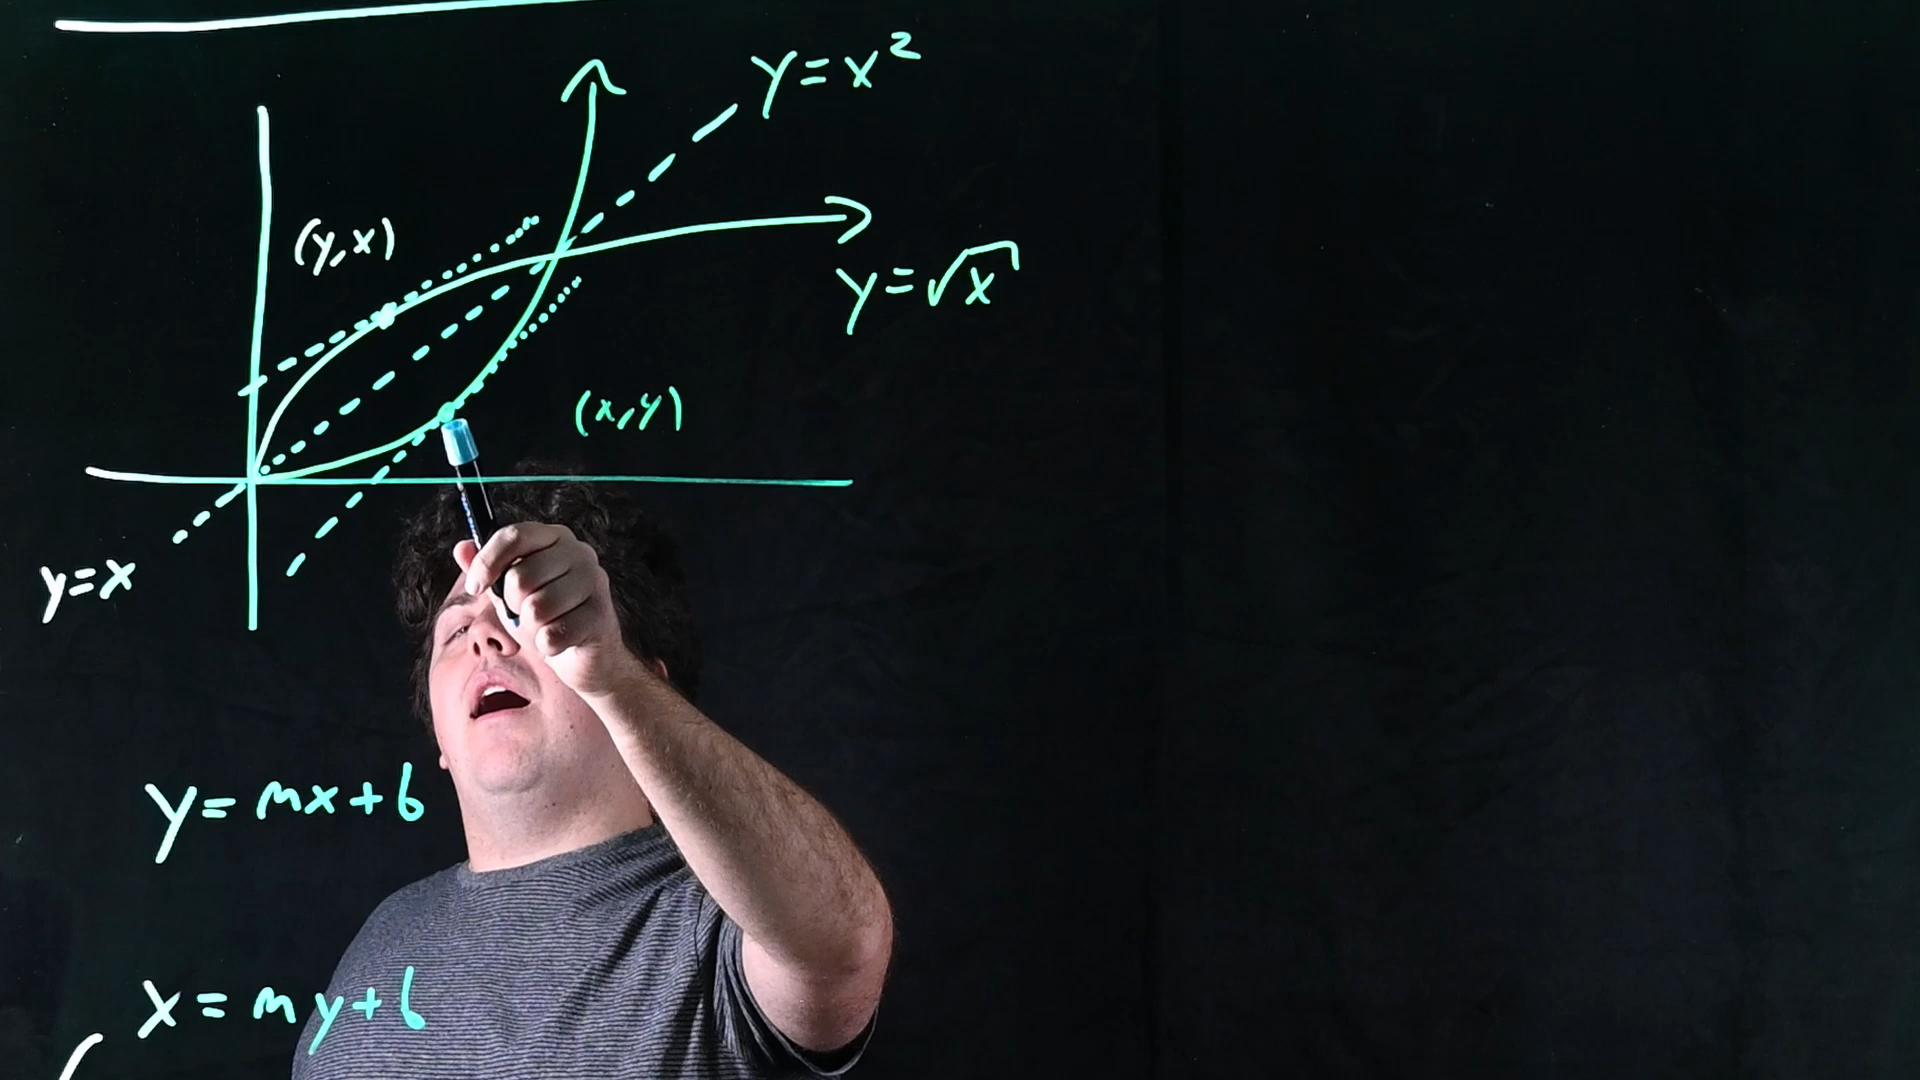 y = x²
(y, x)
y = √x
(x, y)
y = x
y = mx + b
x = my + b